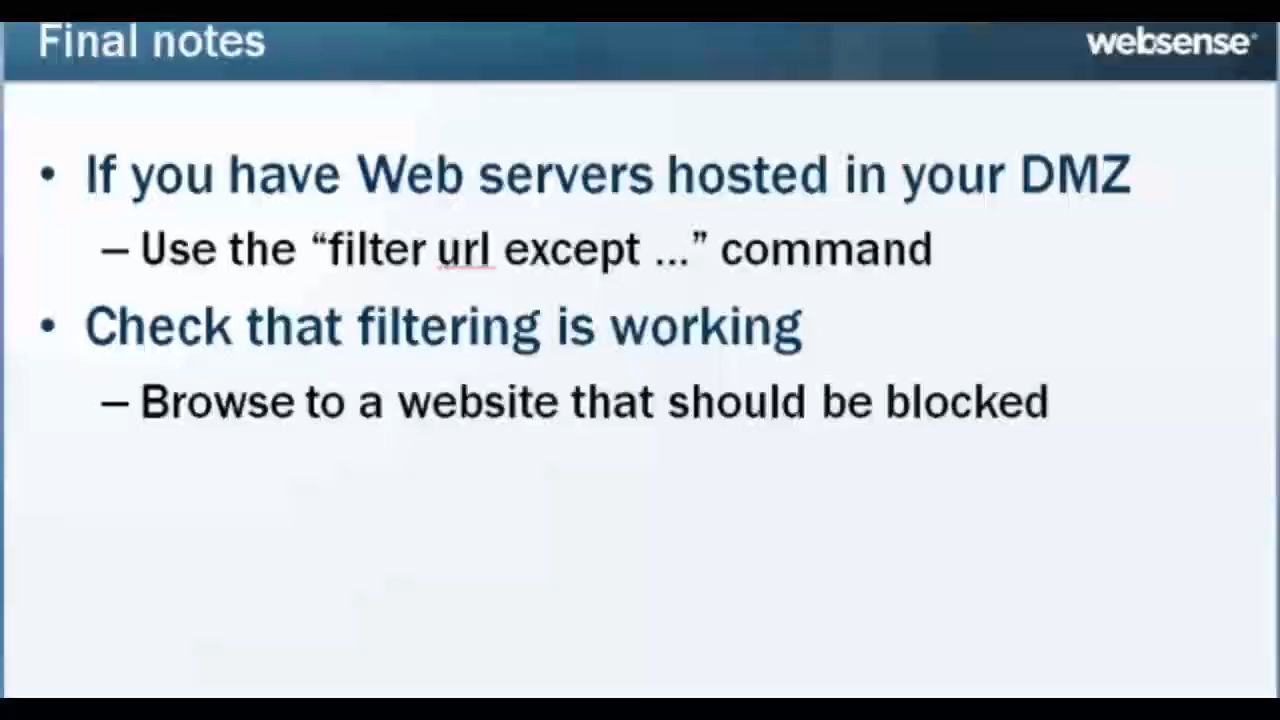 Final notes
websense
• If you have Web servers hosted in your DMZ
– Use the “filter url except ...” command
• Check that filtering is working
– Browse to a website that should be blocked